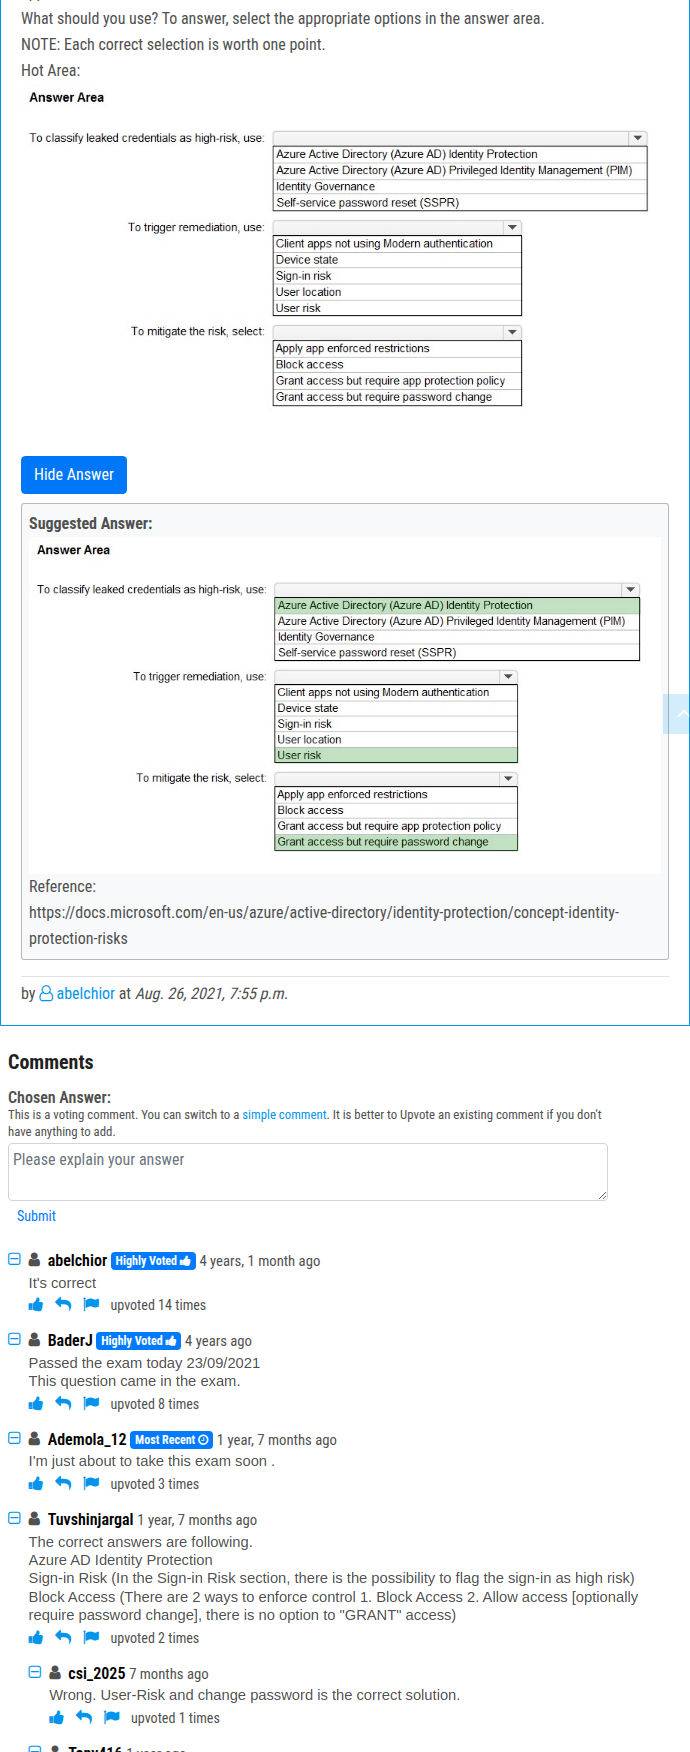 What should you use? To answer, select the appropriate options in the answer area.
NOTE: Each correct selection is worth one point.
Hot Area:
Answer Area
To classify leaked credentials as high-risk, use:
Azure Active Directory (Azure AD) Identity Protection
Azure Active Directory (Azure AD) Privileged Identity Management (PIM)
Identity Governance
Self-service password reset (SSPR)
To trigger remediation, use:
Client apps not using Modern authentication
Device state
Sign-in risk
User location
User risk
To mitigate the risk, select:
Apply app enforced restrictions
Block access
Grant access but require app protection policy
Grant access but require password change
Hide Answer
Suggested Answer:
Answer Area
To classify leaked credentials as high-risk, use:
Azure Active Directory (Azure AD) Identity Protection
Azure Active Directory (Azure AD) Privileged Identity Management (PIM)
Identity Governance
Self-service password reset (SSPR)
To trigger remediation, use:
Client apps not using Modern authentication
Device state
Sign-in risk
User location
User risk
To mitigate the risk, select:
Apply app enforced restrictions
Block access
Grant access but require app protection policy
Grant access but require password change
Reference:
https://docs.microsoft.com/en-us/azure/active-directory/identity-protection/concept-identity-
protection-risks
by abelchior at Aug. 26, 2021, 7:55 p.m.
Comments
Chosen Answer:
This is a voting comment. You can switch to a simple comment. It is better to Upvote an existing comment if you don't
have anything to add.
Please explain your answer
Submit
abelchior Highly Voted 4 years, 1 month ago
It's correct
upvoted 14 times
BaderJ Highly Voted 4 years ago
Passed the exam today 23/09/2021
This question came in the exam.
upvoted 8 times
Ademola_12 Most Recent 1 year, 7 months ago
I'm just about to take this exam soon .
upvoted 3 times
Tuvshinjargal 1 year, 7 months ago
The correct answers are following.
Azure AD Identity Protection
Sign-in Risk (In the Sign-in Risk section, there is the possibility to flag the sign-in as high risk)
Block Access (There are 2 ways to enforce control 1. Block Access 2. Allow access [optionally
require password change], there is no option to "GRANT" access)
upvoted 2 times
csi_2025 7 months ago
Wrong. User-Risk and change password is the correct solution.
upvoted 1 times
Tony416 1 year ago